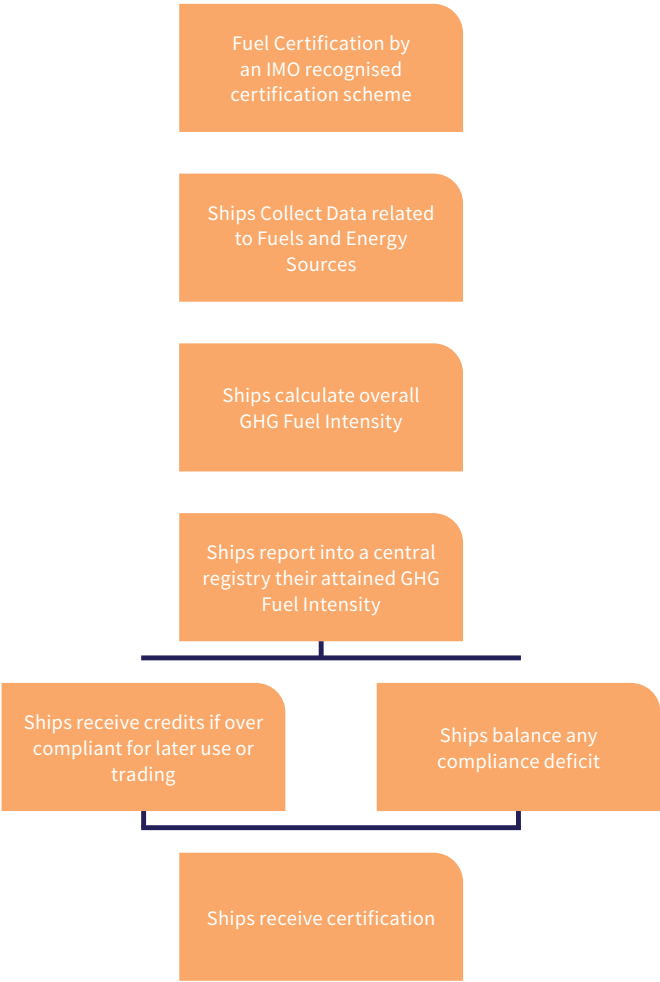 Fuel Certification by
an IMO recognised
certification scheme
Ships Collect Data related
to Fuels and Energy
Sources
Ships calculate overall
GHG Fuel Intensity
Ships report into a central
registry their attained GHG
Fuel Intensity
Ships receive credits if over
compliant for later use or
trading
Ships balance any
compliance deficit
Ships receive certification